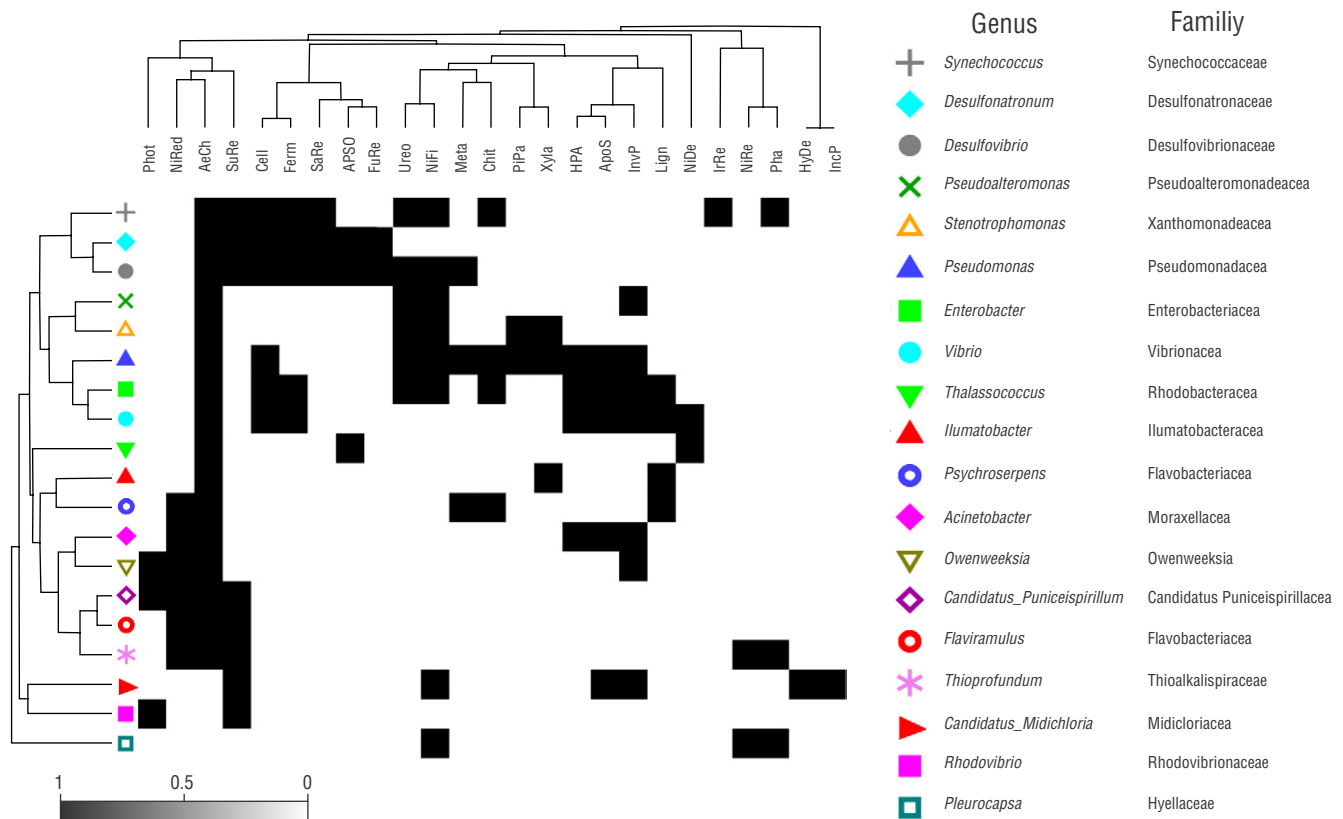 Genus Familiy
Synechococcus Synechococcaceae
Desulfonatronum Desulfonatronaceae
Desulfovibrio Desulfovibrionaceae
Pseudoalteromonas Pseudoalteromonadeacea
Stenotrophomonas Xanthomonadeacea
Pseudomonas Pseudomonadacea
Enterobacter Enterobacteriacea
Vibrio Vibrionacea
Thalassococcus Rhodobacteracea
Ilumatobacter Ilumatobacteracea
Psychroserpens Flavobacteriacea
Acinetobacter Moraxellacea
Owenweeksia Owenweeksia
Candidatus_Puniceispirillum Candidatus Puniceispirillacea
Flaviramulus Flavobacteriacea
Thioprofundum Thioalkalispiraceae
Candidatus_Midichloria Midicloriacea
Rhodovibrio Rhodovibrionaceae
Pleurocapsa Hyellaceae
Phot
NiRed
AeCh
SuRe
Cell
Ferm
SaRe
APSO
FuRe
Ureo
NiFi
Meta
Chit
PiPa
Xyla
HPA
ApoS
InvP
Lign
NiDe
IrRe
NiRe
Pha
HyDe
IncP
1 0.5 0